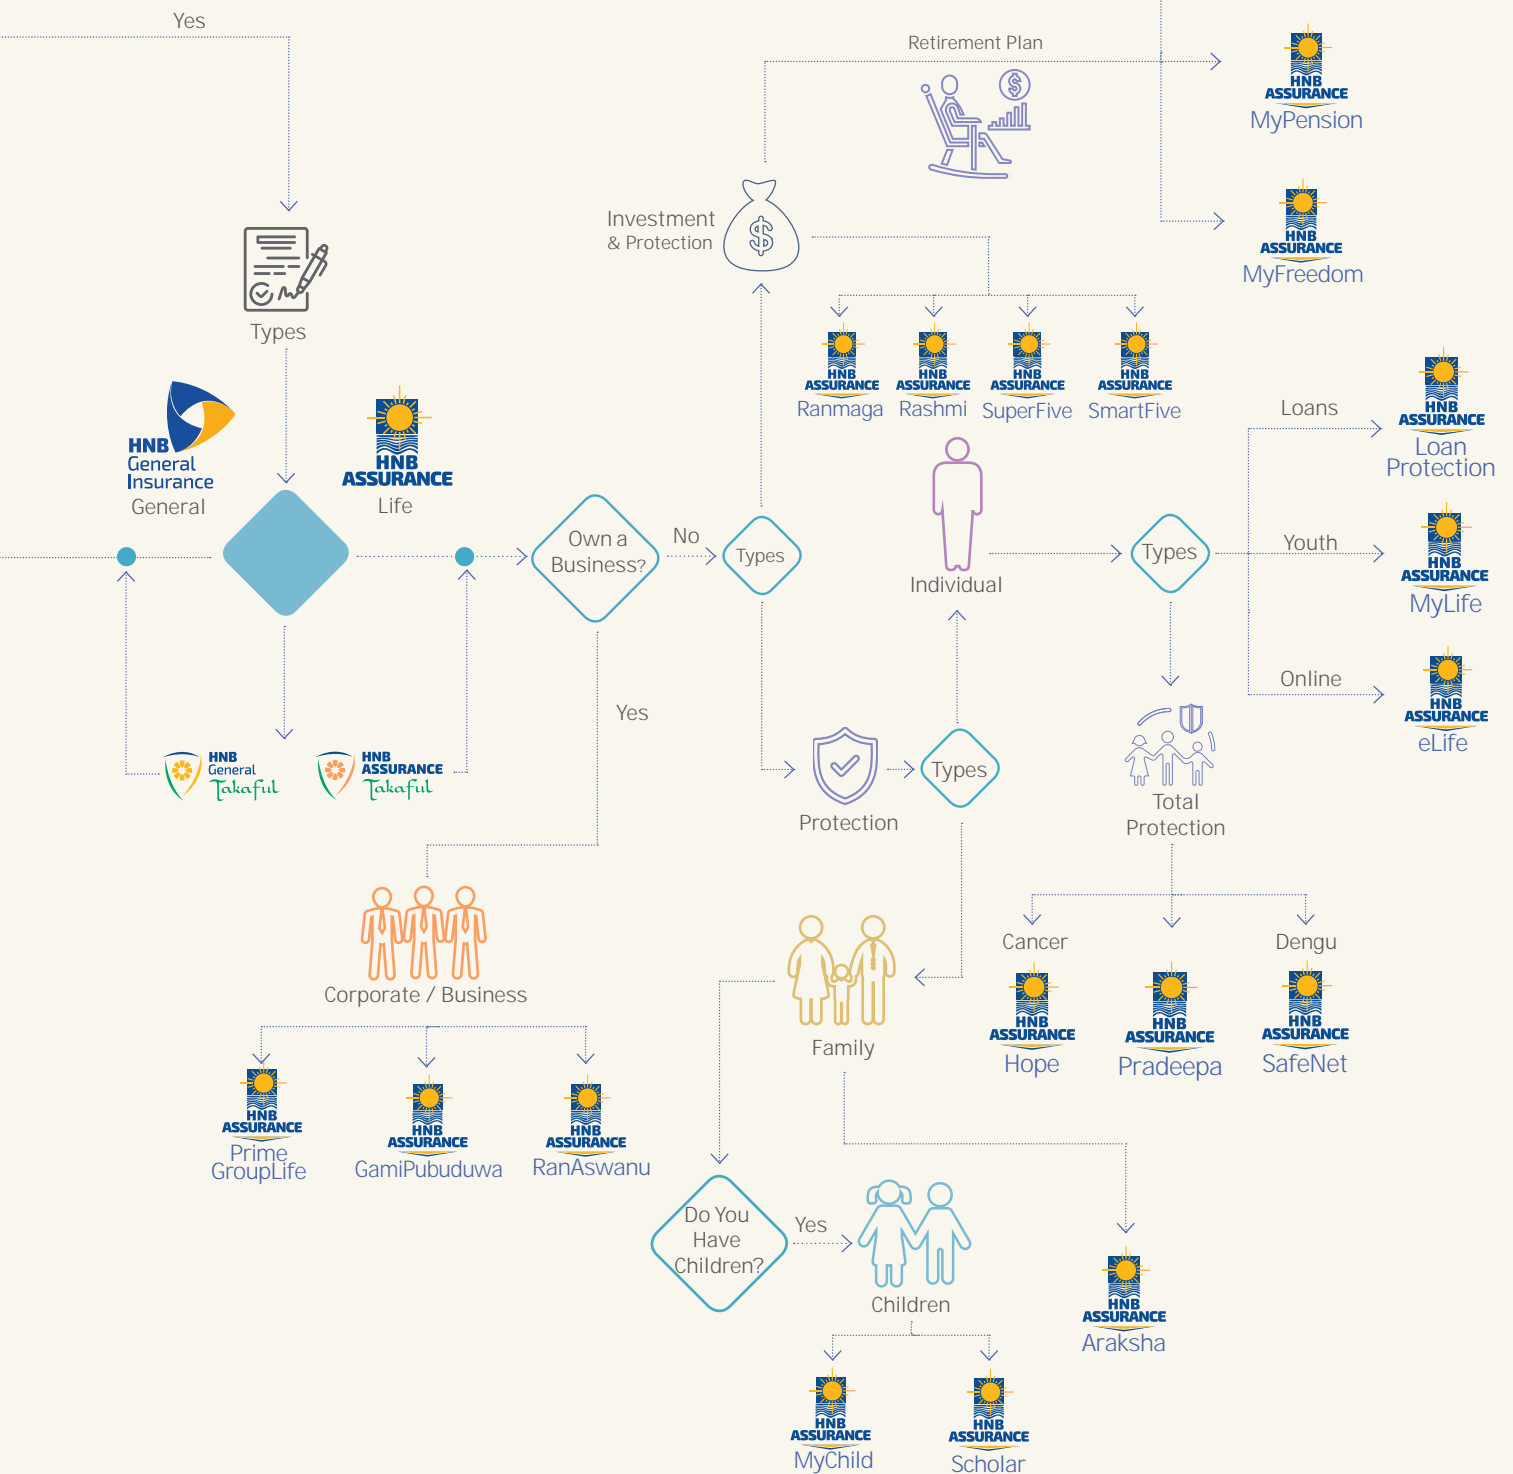 Yes
Retirement Plan
HNB
ASSURANCE
MyPension
Investment
& Protection
$
$
HNB
ASSURANCE
MyFreedom
Types
HNB
ASSURANCE
Ranmaga
HNB
ASSURANCE
Rashmi
HNB
ASSURANCE
SuperFive
HNB
ASSURANCE
SmartFive
HNB
General
Insurance
General
HNB
ASSURANCE
Life
Loans
HNB
ASSURANCE
Loan
Protection
Own a
Business?
No
Types
Individual
Types
Youth
HNB
ASSURANCE
MyLife
Online
HNB
ASSURANCE
eLife
Yes
HNB
General
Takaful
HNB
ASSURANCE
Takaful
Protection
Types
Total
Protection
Corporate / Business
HNB
ASSURANCE
Prime
GroupLife
HNB
ASSURANCE
GamiPubuduwa
HNB
ASSURANCE
RanAswanu
Family
Cancer
HNB
ASSURANCE
Hope
HNB
ASSURANCE
Pradeepa
Dengu
HNB
ASSURANCE
SafeNet
Do You
Have
Children?
Yes
Children
HNB
ASSURANCE
Araksha
HNB
ASSURANCE
MyChild
HNB
ASSURANCE
Scholar